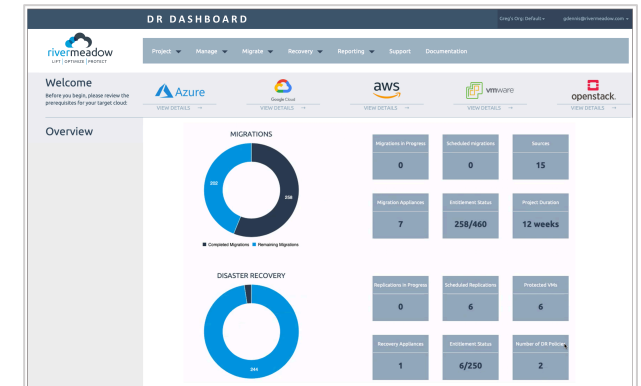 DR DASHBOARD
Greg's Org: Default
gdennis@rivermeadow.com
rivermeadow
LIFT | OPTIMIZE | PROTECT
Project Manage Migrate Recovery Reporting Support Documentation
Welcome
Before you begin, please review the
prerequisites for your target cloud:
Azure
VIEW DETAILS →
Google Cloud
VIEW DETAILS →
aws
VIEW DETAILS →
vmware
VIEW DETAILS →
openstack.
VIEW DETAILS →
Overview
MIGRATIONS
202
258
Completed Migrations Remaining Migrations
Migrations in Progress
0
Scheduled migrations
0
Sources
15
Migration Appliances
7
Entitlement Status
258/460
Project Duration
12 weeks
DISASTER RECOVERY
244
Replications in Progress
0
Scheduled Replications
6
Protected VMs
6
Recovery Appliances
1
Entitlement Status
6/250
Number of DR Policies
2